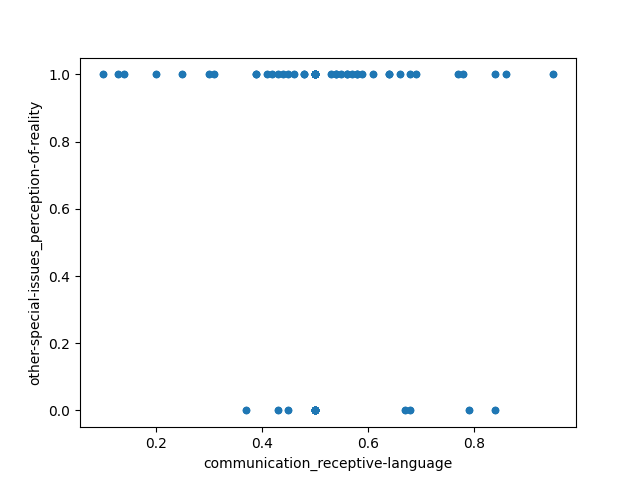 1.0
0.8
0.6
0.4
0.2
0.0
other-special-issues_perception-of-reality
0.2 0.4 0.6 0.8
communication_receptive-language